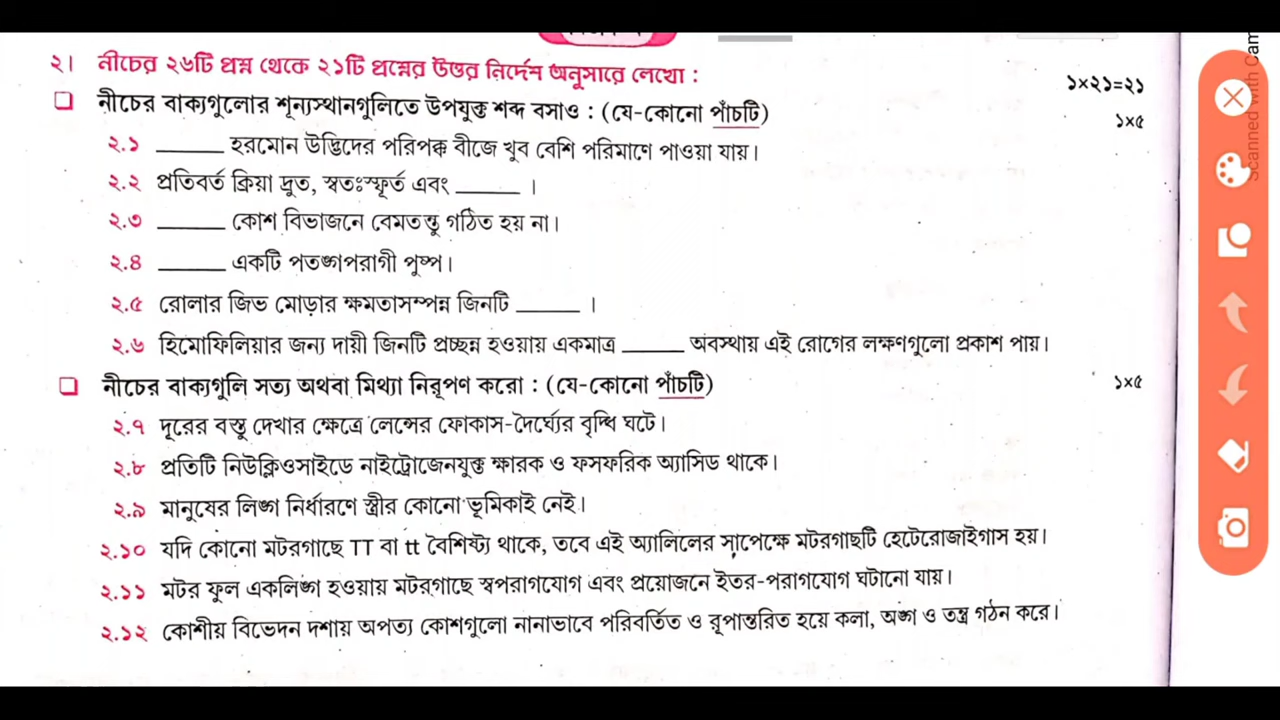 ২। নীচের ২৬টি প্রশ্ন থেকে ২১টি প্রশ্নের উত্তর নির্দেশ অনুসারে লেখো :
১×২১=২১
❑ নীচের বাক্যগুলোর শূন্যস্থানগুলিতে উপযুক্ত শব্দ বসাও : (যে-কোনো পাঁচটি)
১×৫
২.১ ______ হরমোন উদ্ভিদের পরিপক্ক বীজে খুব বেশি পরিমাণে পাওয়া যায়।
২.২ প্রতিবর্ত ক্রিয়া দ্রুত, স্বতঃস্ফূর্ত এবং ______ ।
২.৩ ______ কোশ বিভাজনে বেমতন্তু গঠিত হয় না।
২.৪ ______ একটি পতঙ্গপরাগী পুষ্প।
২.৫ রোলার জিভ মোড়ার ক্ষমতাসম্পন্ন জিনটি ______ ।
২.৬ হিমোফিলিয়ার জন্য দায়ী জিনটি প্রচ্ছন্ন হওয়ায় একমাত্র ______ অবস্থায় এই রোগের লক্ষণগুলো প্রকাশ পায়।
❑ নীচের বাক্যগুলি সত্য অথবা মিথ্যা নিরূপণ করো : (যে-কোনো পাঁচটি)
১×৫
২.৭ দূরের বস্তু দেখার ক্ষেত্রে লেন্সের ফোকাস-দৈর্ঘ্যের বৃদ্ধি ঘটে।
২.৮ প্রতিটি নিউক্লিওসাইডে নাইট্রোজেনযুক্ত ক্ষারক ও ফসফরিক অ্যাসিড থাকে।
২.৯ মানুষের লিঙ্গ নির্ধারণে স্ত্রীর কোনো ভূমিকাই নেই।
২.১০ যদি কোনো মটরগাছে TT বা tt বৈশিষ্ট্য থাকে, তবে এই অ্যালিলের সাপেক্ষে মটরগাছটি হেটেরোজাইগাস হয়।
২.১১ মটর ফুল একলিঙ্গ হওয়ায় মটরগাছে স্বপরাগযোগ এবং প্রয়োজনে ইতর-পরাগযোগ ঘটানো যায়।
২.১২ কোশীয় বিভেদন দশায় অপত্য কোশগুলো নানাভাবে পরিবর্তিত ও রূপান্তরিত হয়ে কলা, অঙ্গ ও তন্ত্র গঠন করে।
Scanned with Cam